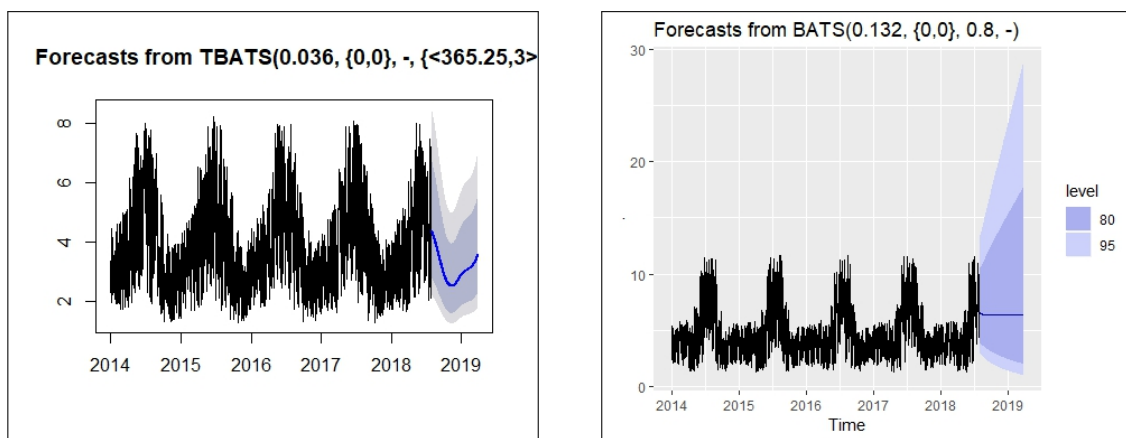 Forecasts from TBATS(0.036, {0,0}, -, {<365.25,3>
8
6
4
2
2014 2015 2016 2017 2018 2019
Forecasts from BATS(0.132, {0,0}, 0.8, -)
30
20
10
0
2014 2015 2016 2017 2018 2019
Time
level
80
95